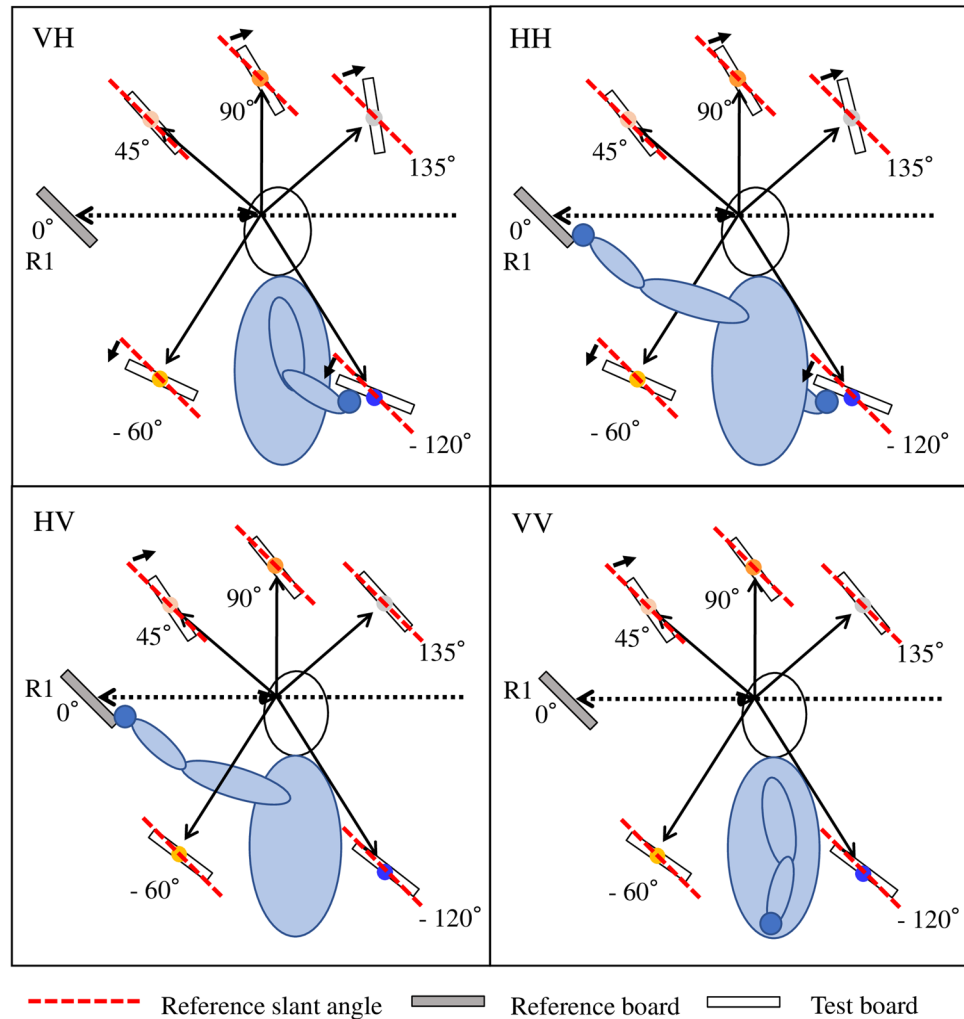 VH
90˚
45˚
135˚
0˚
R1
- 60˚
- 120˚
HH
90˚
45˚
135˚
0˚
R1
- 60˚
- 120˚
HV
90˚
45˚
135˚
R1
0˚
- 60˚
- 120˚
VV
90˚
45˚
135˚
R1
0˚
- 60˚
- 120˚
Reference slant angle Reference board Test board